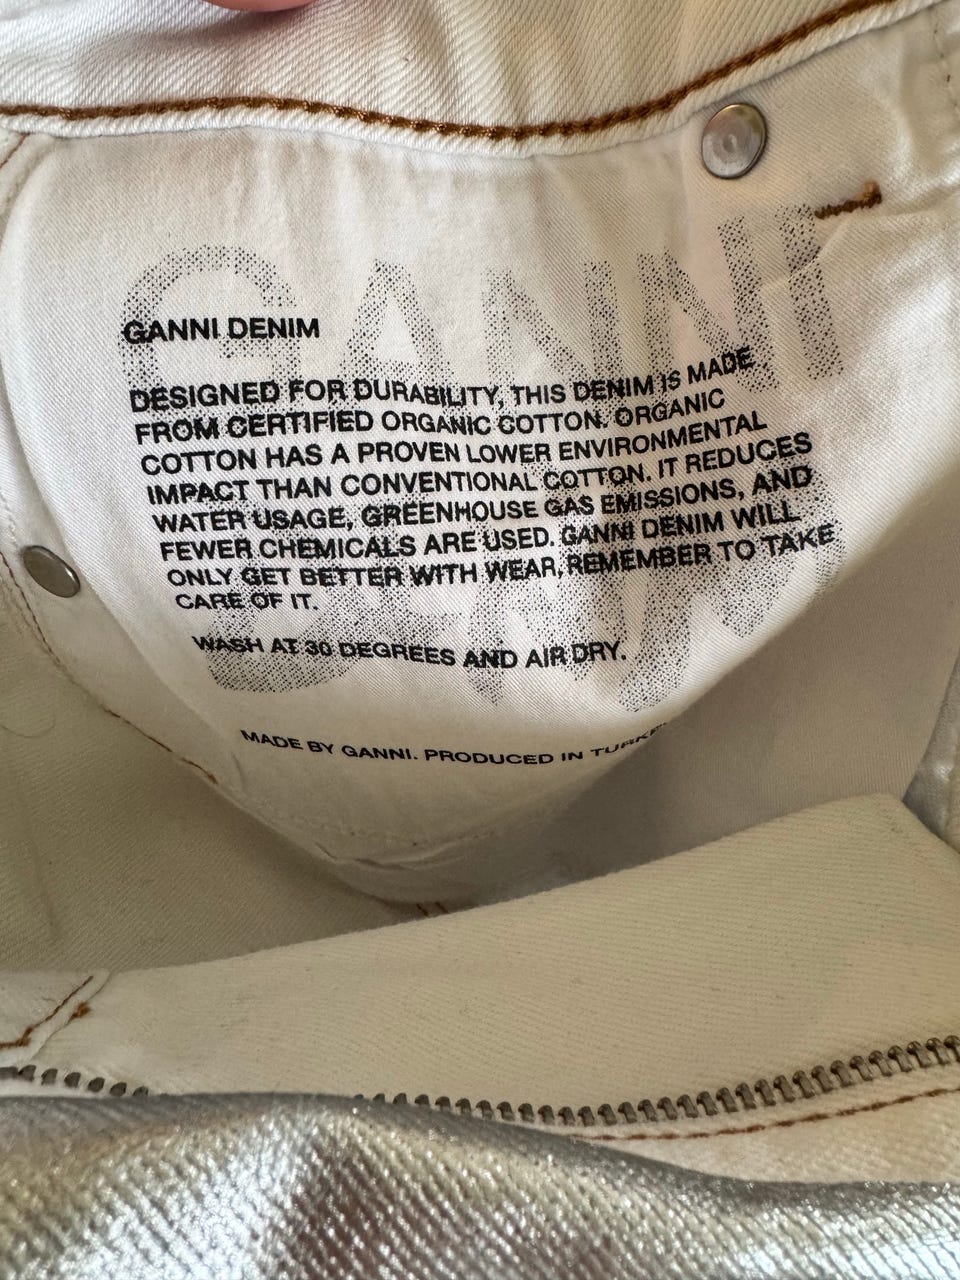 GANNI
GANNI DENIM
DESIGNED FOR DURABILITY, THIS DENIM IS MADE
FROM CERTIFIED ORGANIC COTTON. ORGANIC
COTTON HAS A PROVEN LOWER ENVIRONMENTAL
IMPACT THAN CONVENTIONAL COTTON. IT REDUCES
WATER USAGE, GREENHOUSE GAS EMISSIONS, AND
FEWER CHEMICALS ARE USED. GANNI DENIM WILL
ONLY GET BETTER WITH WEAR, REMEMBER TO TAKE
CARE OF IT.
WASH AT 30 DEGREES AND AIR DRY.
MADE BY GANNI. PRODUCED IN